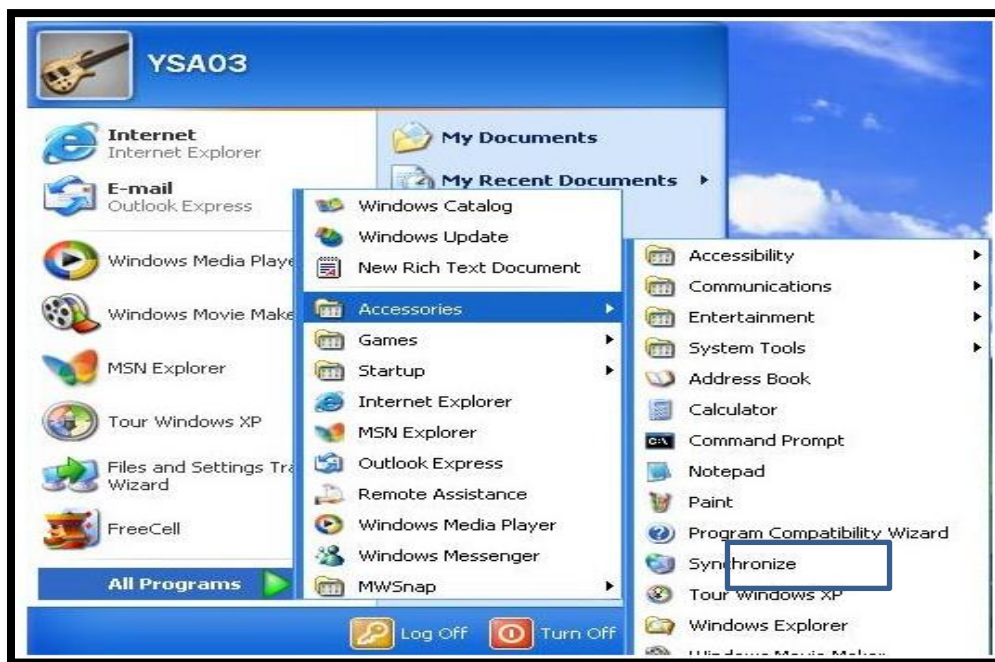 YSA03
Internet
Internet Explorer
E-mail
Outlook Express
Windows Media Playe
Windows Movie Make
MSN Explorer
Tour Windows XP
Files and Settings Tra
Wizard
FreeCell
All Programs
My Documents
My Recent Documents
Windows Catalog
Windows Update
New Rich Text Document
Accessories
Games
Startup
Internet Explorer
MSN Explorer
Outlook Express
Remote Assistance
Windows Media Player
Windows Messenger
MWSnap
Accessibility
Communications
Entertainment
System Tools
Address Book
Calculator
Command Prompt
Notepad
Paint
Program Compatibility Wizard
Synchronize
Tour Windows XP
Windows Explorer
Windows Movie Maker
Log Off
Turn Off